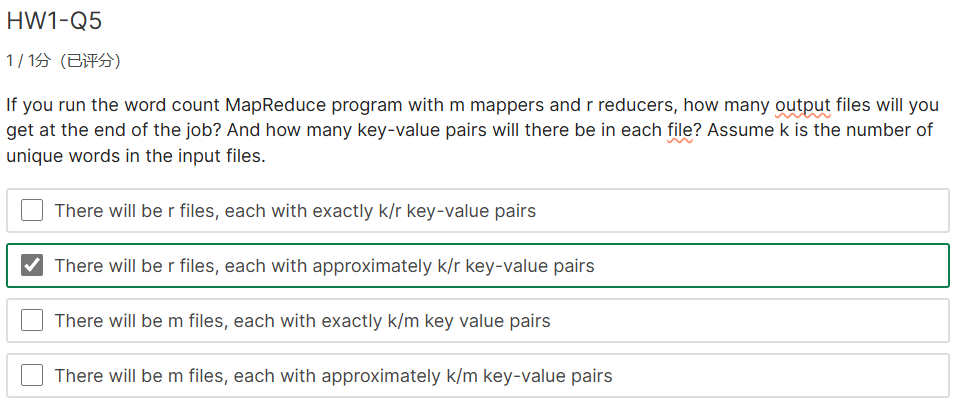 HW1-Q5
1 / 1分 (已评分)
If you run the word count MapReduce program with m mappers and r reducers, how many output files will you
get at the end of the job? And how many key-value pairs will there be in each file? Assume k is the number of
unique words in the input files.
There will be r files, each with exactly k/r key-value pairs
There will be r files, each with approximately k/r key-value pairs
There will be m files, each with exactly k/m key value pairs
There will be m files, each with approximately k/m key-value pairs